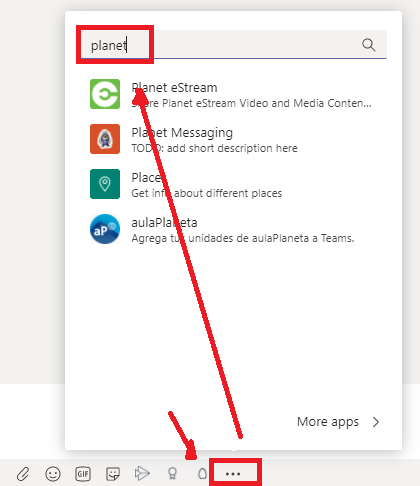 planet
Planet eStream
Share Planet eStream Video and Media Conten...
Planet Messaging
TODO: add short description here
Places
Get info about different places
aP
aulaPlaneta
Agrega tus unidades de aulaPlaneta a Teams.
More apps
GIF